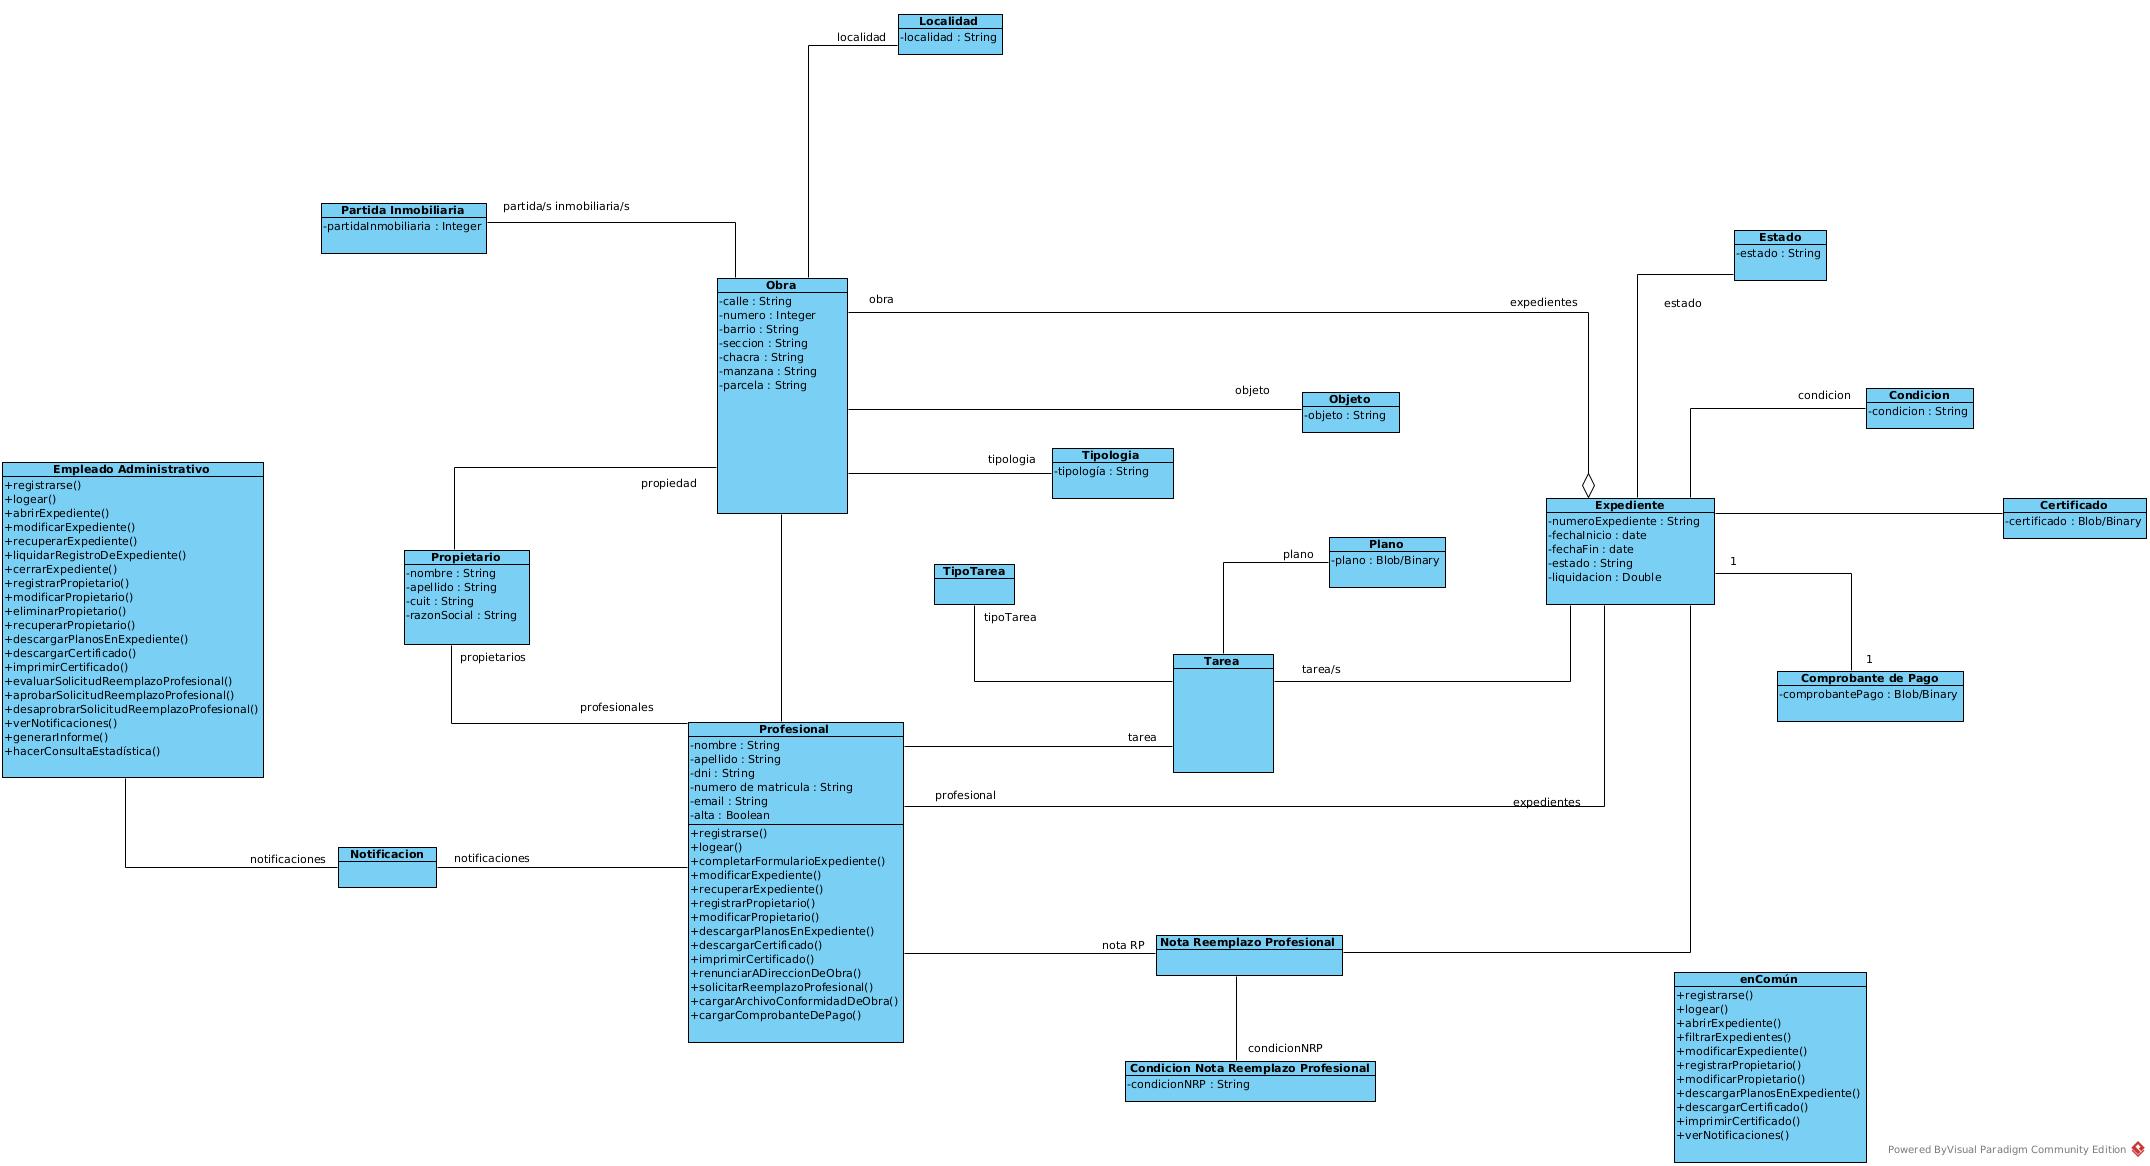 Localidad
-localidad : String
localidad
Partida Inmobiliaria
-partidaInmobiliaria : Integer
partida/s inmobiliaria/s
Estado
-estado : String
estado
Obra
-calle : String
-numero : Integer
-barrio : String
-seccion : String
-chacra : String
-manzana : String
-parcela : String
obra
expedientes
objeto
Objeto
-objeto : String
condicion
Condicion
-condicion : String
tipologia
Tipologia
-tipología : String
propiedad
Empleado Administrativo
+registrarse()
+logear()
+abrirExpediente()
+modificarExpediente()
+recuperarExpediente()
+liquidarRegistroDeExpediente()
+cerrarExpediente()
+registrarPropietario()
+modificarPropietario()
+eliminarPropietario()
+recuperarPropietario()
+descargarPlanosEnExpediente()
+descargarCertificado()
+imprimirCertificado()
+evaluarSolicitudReemplazoProfesional()
+aprobarSolicitudReemplazoProfesional()
+desaprobrarSolicitudReemplazoProfesional()
+verNotificaciones()
+generarInforme()
+hacerConsultaEstadística()
Propietario
-nombre : String
-apellido : String
-cuit : String
-razonSocial : String
propietarios
profesionales
TipoTarea
tipoTarea
plano
Plano
-plano : Blob/Binary
Expediente
-numeroExpediente : String
-fechaInicio : date
-fechaFin : date
-estado : String
-liquidacion : Double
Certificado
-certificado : Blob/Binary
1
1
Comprobante de Pago
-comprobantePago : Blob/Binary
Tarea
tarea/s
tarea
Profesional
-nombre : String
-apellido : String
-dni : String
-numero de matricula : String
-email : String
-alta : Boolean
+registrarse()
+logear()
+completarFormularioExpediente()
+modificarExpediente()
+recuperarExpediente()
+registrarPropietario()
+modificarPropietario()
+descargarPlanosEnExpediente()
+descargarCertificado()
+imprimirCertificado()
+renunciarADireccionDeObra()
+solicitarReemplazoProfesional()
+cargarArchivoConformidadDeObra()
+cargarComprobanteDePago()
profesional
expedientes
notificaciones
Notificacion
notificaciones
nota RP
Nota Reemplazo Profesional
condicionNRP
Condicion Nota Reemplazo Profesional
-condicionNRP : String
enComún
+registrarse()
+logear()
+abrirExpediente()
+filtrarExpedientes()
+modificarExpediente()
+registrarPropietario()
+modificarPropietario()
+descargarPlanosEnExpediente()
+descargarCertificado()
+imprimirCertificado()
+verNotificaciones()
Powered ByVisual Paradigm Community Edition